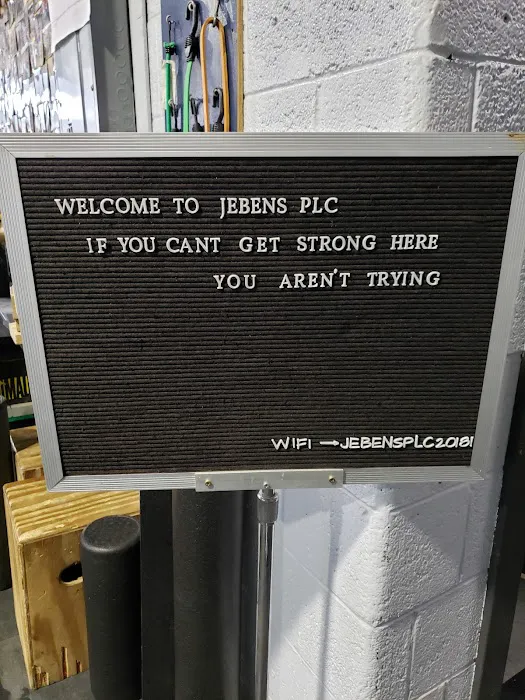 WELCOME TO JEBENS PLC
IF YOU CANT GET STRONG HERE
YOU AREN'T TRYING
WIFI → JEBENSPLC2018!